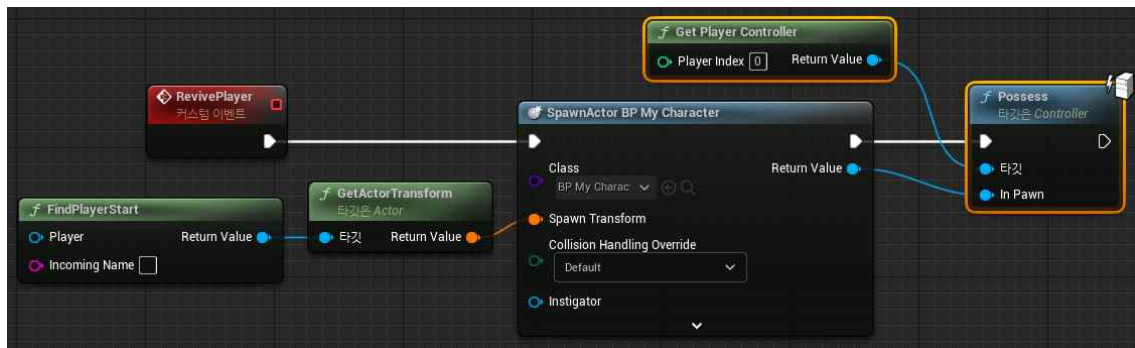 Get Player Controller
Player Index 0 Return Value
RevivePlayer
커스텀 이벤트
SpawnActor BP My Character
Class Return Value
BP My Charac
Spawn Transform
Collision Handling Override
Default
Instigator
Possess
타깃은 Controller
타깃
In Pawn
GetActorTransform
타깃은 Actor
타깃 Return Value
FindPlayerStart
Player Return Value
Incoming Name